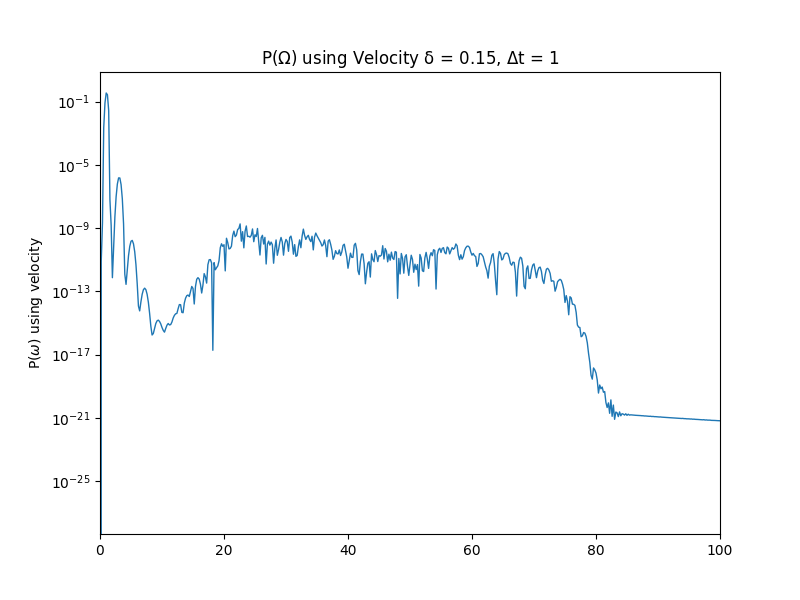 P(Ω) using Velocity δ = 0.15, Δt = 1
P(ω) using velocity
10⁻¹
10⁻⁵
10⁻⁹
10⁻¹³
10⁻¹⁷
10⁻²¹
10⁻²⁵
0 20 40 60 80 100